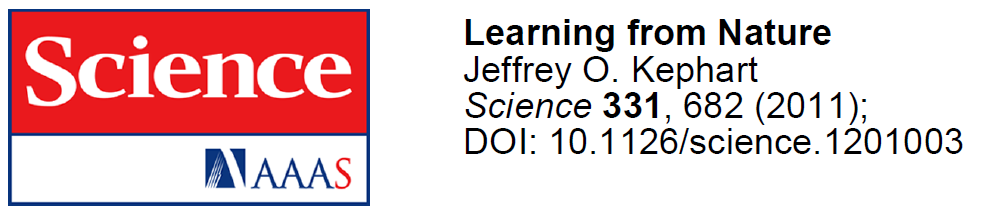 Science
AAAS
Learning from Nature
Jeffrey O. Kephart
Science 331, 682 (2011);
DOI: 10.1126/science.1201003